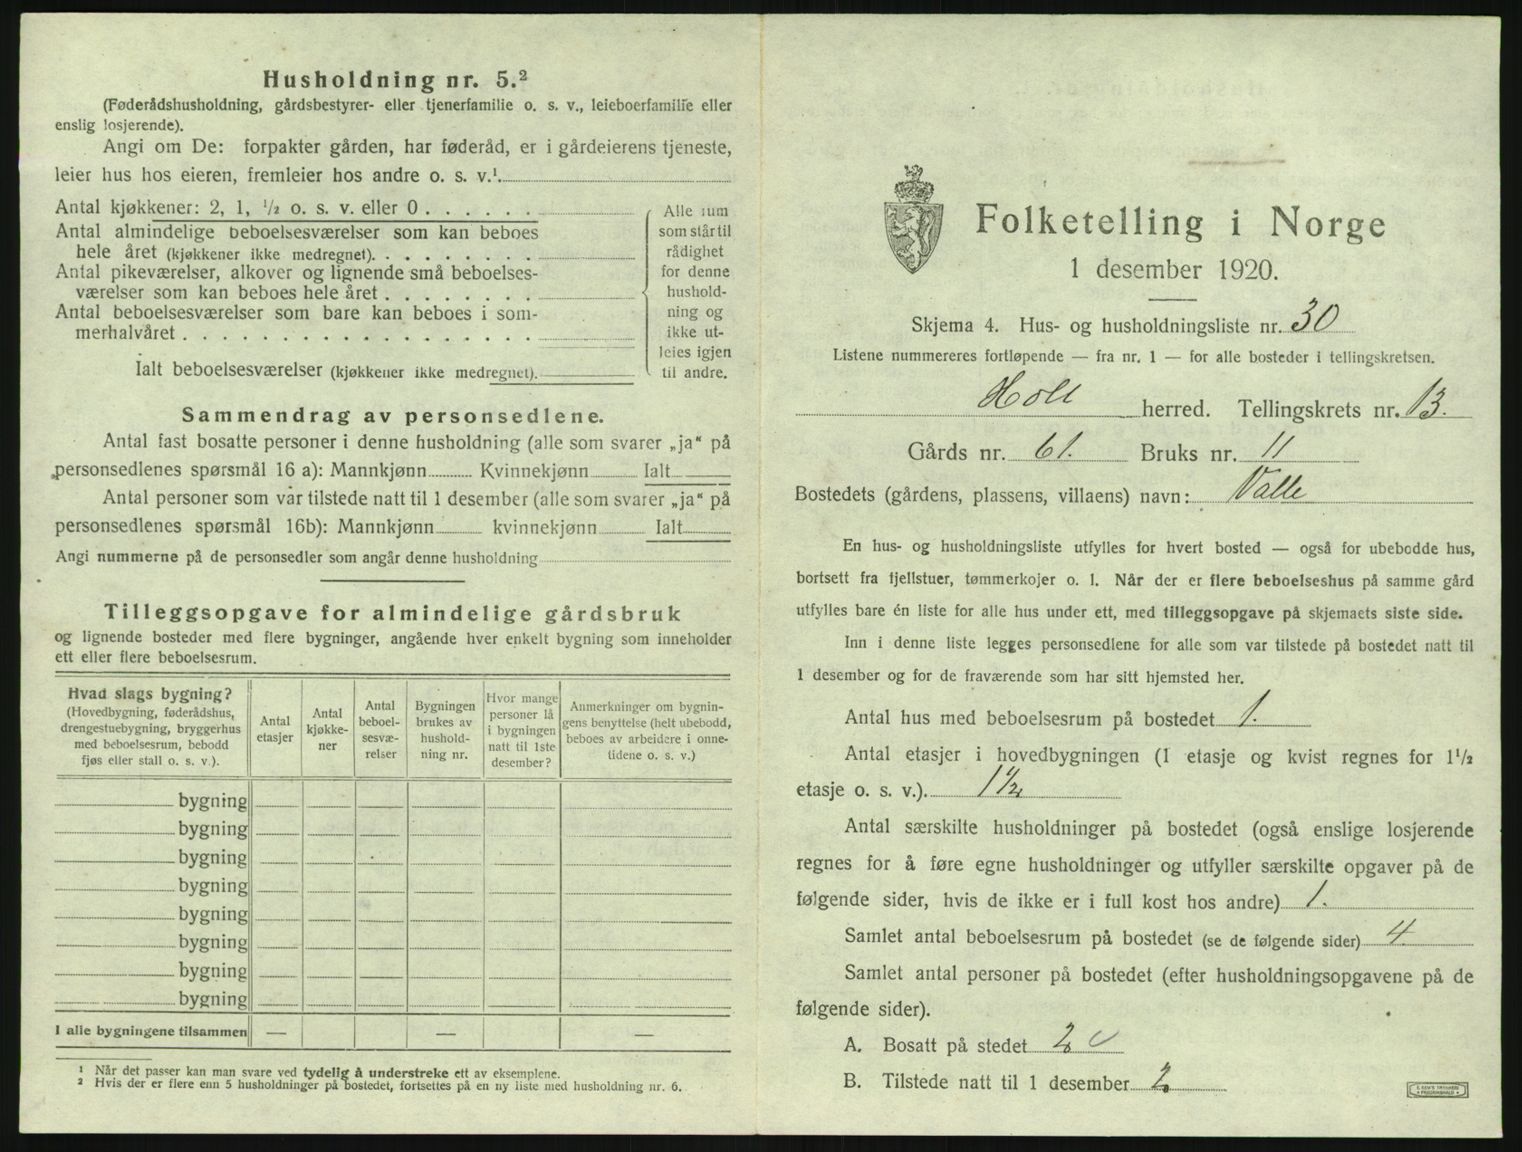 Husholdning nr. 5.²
(Føderådshusholdning, gårdsbestyrer- eller tjenerfamilie o. s. v., leieboerfamilie eller
enslig losjerende).
Angi om De: forpakter gården, har føderåd, er i gårdeierens tjeneste,
leier hus hos eieren, fremleier hos andre o. s. v.¹
Antal kjøkkener: 2, 1, ½ o. s. v. eller 0 . . . . . .
Antal almindelige beboelsesværelser som kan beboes
hele året (kjøkkener ikke medregnet). . . . . . . . .
Antal pikeværelser, alkover og lignende små beboelses-
værelser som kan beboes hele året . . . . . . . .
Antal beboelsesværelser som bare kan beboes i som-
merhalvåret . . . . . . . . . . . . . . . . . .
Ialt beboelsesværelser (kjøkkener ikke medregnet).
Alle rum
som står til
rådighet
for denne
hushold-
ning og
ikke ut-
leies igjen
til andre.
Sammendrag av personsedlene.
Antal fast bosatte personer i denne husholdning (alle som svarer „ja“ på
personsedlenes spørsmål 16 a): Mannkjønn Kvinnekjønn Ialt
Antal personer som var tilstede natt til 1 desember (alle som svarer „ja“ på
personsedlenes spørsmål 16b): Mannkjønn kvinnekjønn Ialt
Angi nummerne på de personsedler som angår denne husholdning
Tilleggsopgave for almindelige gårdsbruk
og lignende bosteder med flere bygninger, angående hver enkelt bygning som inneholder
ett eller flere beboelsesrum.
Hvad slags bygning?
(Hovedbygning, føderådshus,
drengestuebygning, bryggerhus
med beboelsesrum, bebodd
fjøs eller stall o. s. v.).
Antal
etasjer
Antal
kjøkke-
ner
Antal
beboel-
sesvæ-
relser
Bygningen
brukes av
hushold-
ning nr.
Hvor mange
personer lå
i bygningen
natt til 1ste
desember?
Anmerkninger om bygnin-
gens benyttelse (helt ubebodd,
beboes av arbeidere i onne-
tidene o. s. v.)
bygning
bygning
bygning
bygning
bygning
bygning
bygning
bygning
I alle bygningene tilsammen — — —
¹ Når det passer kan man svare ved tydelig å understreke ett av eksemplene.
² Hvis der er flere enn 5 husholdninger på bostedet, fortsettes på en ny liste med husholdning nr. 6.
Folketelling i Norge
1 desember 1920.
Skjema 4. Hus- og husholdningsliste nr. 30
Listene nummereres fortløpende — fra nr. 1 — for alle bosteder i tellingskretsen.
Holt herred. Tellingskrets nr. 13.
Gårds nr. 61. Bruks nr. 11
Bostedets (gårdens, plassens, villaens) navn: Valle
En hus- og husholdningsliste utfylles for hvert bosted — også for ubebodde hus,
bortsett fra fjellstuer, tømmerkojer o. l. Når der er flere beboelseshus på samme gård
utfylles bare én liste for alle hus under ett, med tilleggsopgave på skjemaets siste side.
Inn i denne liste legges personsedlene for alle som var tilstede på bostedet natt til
1 desember og for de fraværende som har sitt hjemsted her.
Antal hus med beboelsesrum på bostedet 1.
Antal etasjer i hovedbygningen (1 etasje og kvist regnes for 1½
etasje o. s. v.). 1½
Antal særskilte husholdninger på bostedet (også enslige losjerende
regnes for å føre egne husholdninger og utfyller særskilte opgaver på de
følgende sider, hvis de ikke er i full kost hos andre) 1.
Samlet antal beboelsesrum på bostedet (se de følgende sider) 4.
Samlet antal personer på bostedet (efter husholdningsopgavene på de
følgende sider).
A. Bosatt på stedet 2
B. Tilstede natt til 1 desember 2